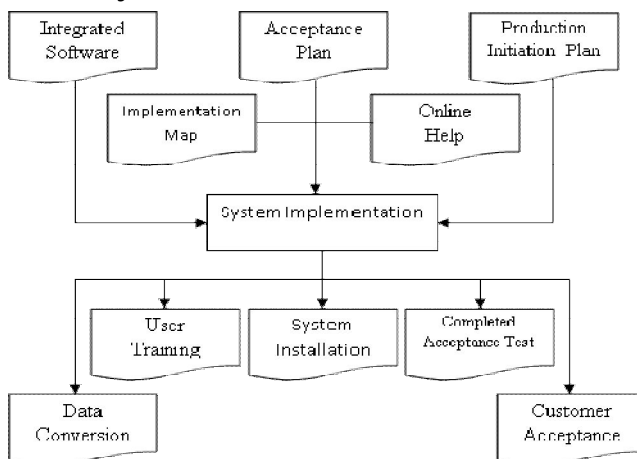 Integrated
Software
Acceptance
Plan
Production
Initiation Plan
Implementation
Map
Online
Help
System Implementation
User
Training
System
Installation
Completed
Acceptance Test
Data
Conversion
Customer
Acceptance